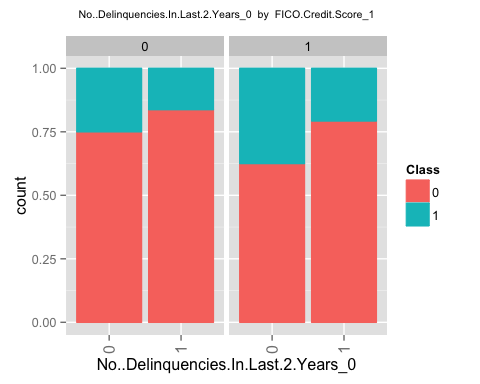 No..Delinquencies.In.Last.2.Years_0 by FICO.Credit.Score_1
0 1
1.00
0.75
0.50
0.25
0.00
count
0 1 0 1
No..Delinquencies.In.Last.2.Years_0
Class
0
1